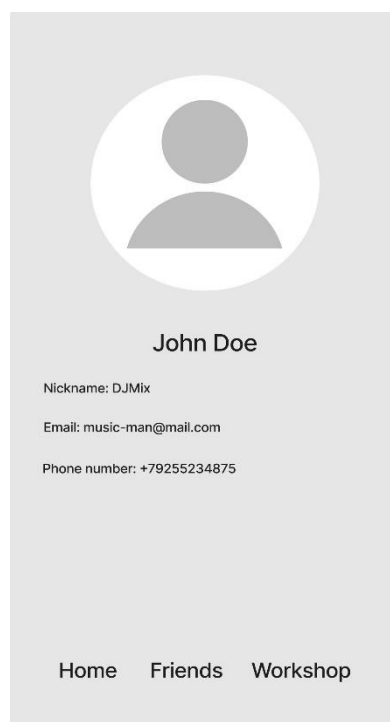 John Doe
Nickname: DJMix
Email: music-man@mail.com
Phone number: +79255234875
Home Friends Workshop